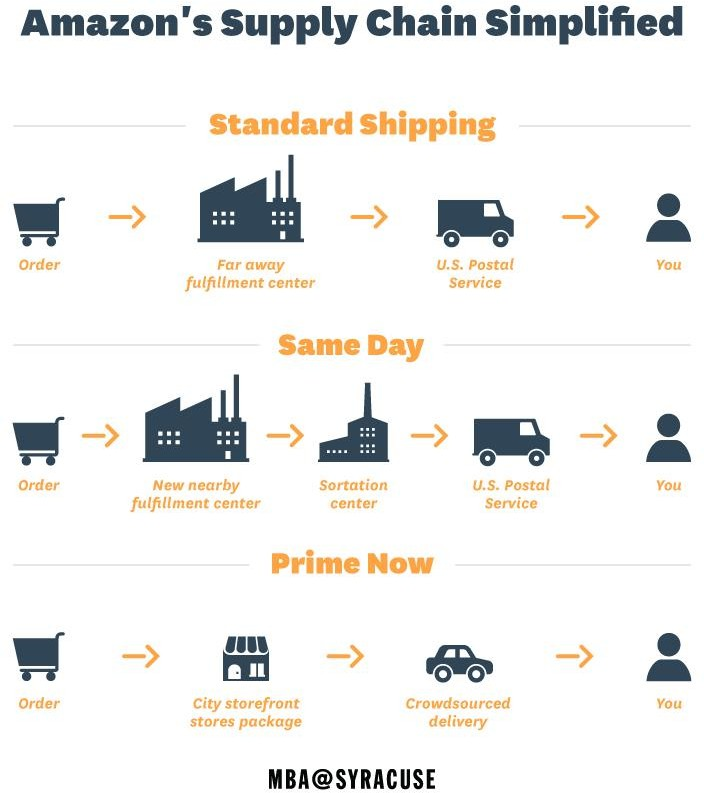 Amazon's Supply Chain Simplified
Standard Shipping
Order
Far away
fulfillment center
U.S. Postal
Service
You
Same Day
Order
New nearby
fulfillment center
Sortation
center
U.S. Postal
Service
You
Prime Now
Order
City storefront
stores package
Crowdsourced
delivery
You
MBA@SYRACUSE